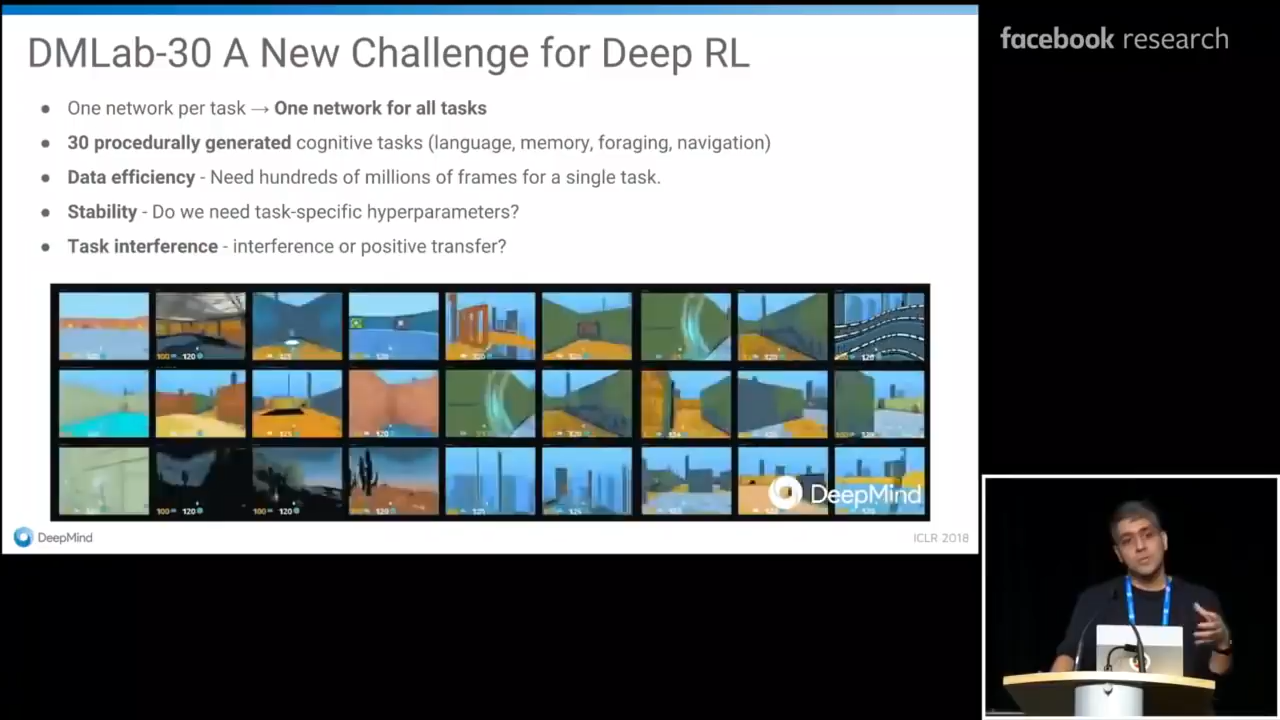 DMLab-30 A New Challenge for Deep RL
facebook research
● One network per task → One network for all tasks
● 30 procedurally generated cognitive tasks (language, memory, foraging, navigation)
● Data efficiency - Need hundreds of millions of frames for a single task.
● Stability - Do we need task-specific hyperparameters?
● Task interference - interference or positive transfer?
DeepMind
DeepMind
ICLR 2018